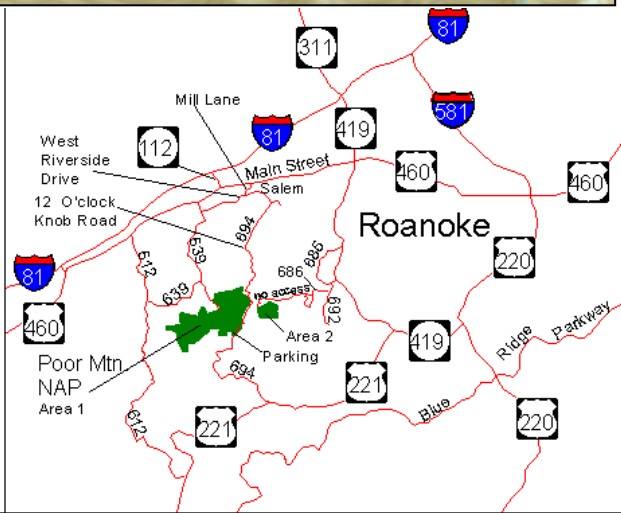 81
311
Mill Lane
581
419
81
West
Riverside
Drive
112
Main Street
460
460
Salem
12 O'clock
Knob Road
694
Roanoke
639
612
686
220
81
639
686
no access
692
460
Area 2
Parking
419
Ridge
Parkway
Poor Mtn
NAP
Area 1
694
221
Blue
612
221
220